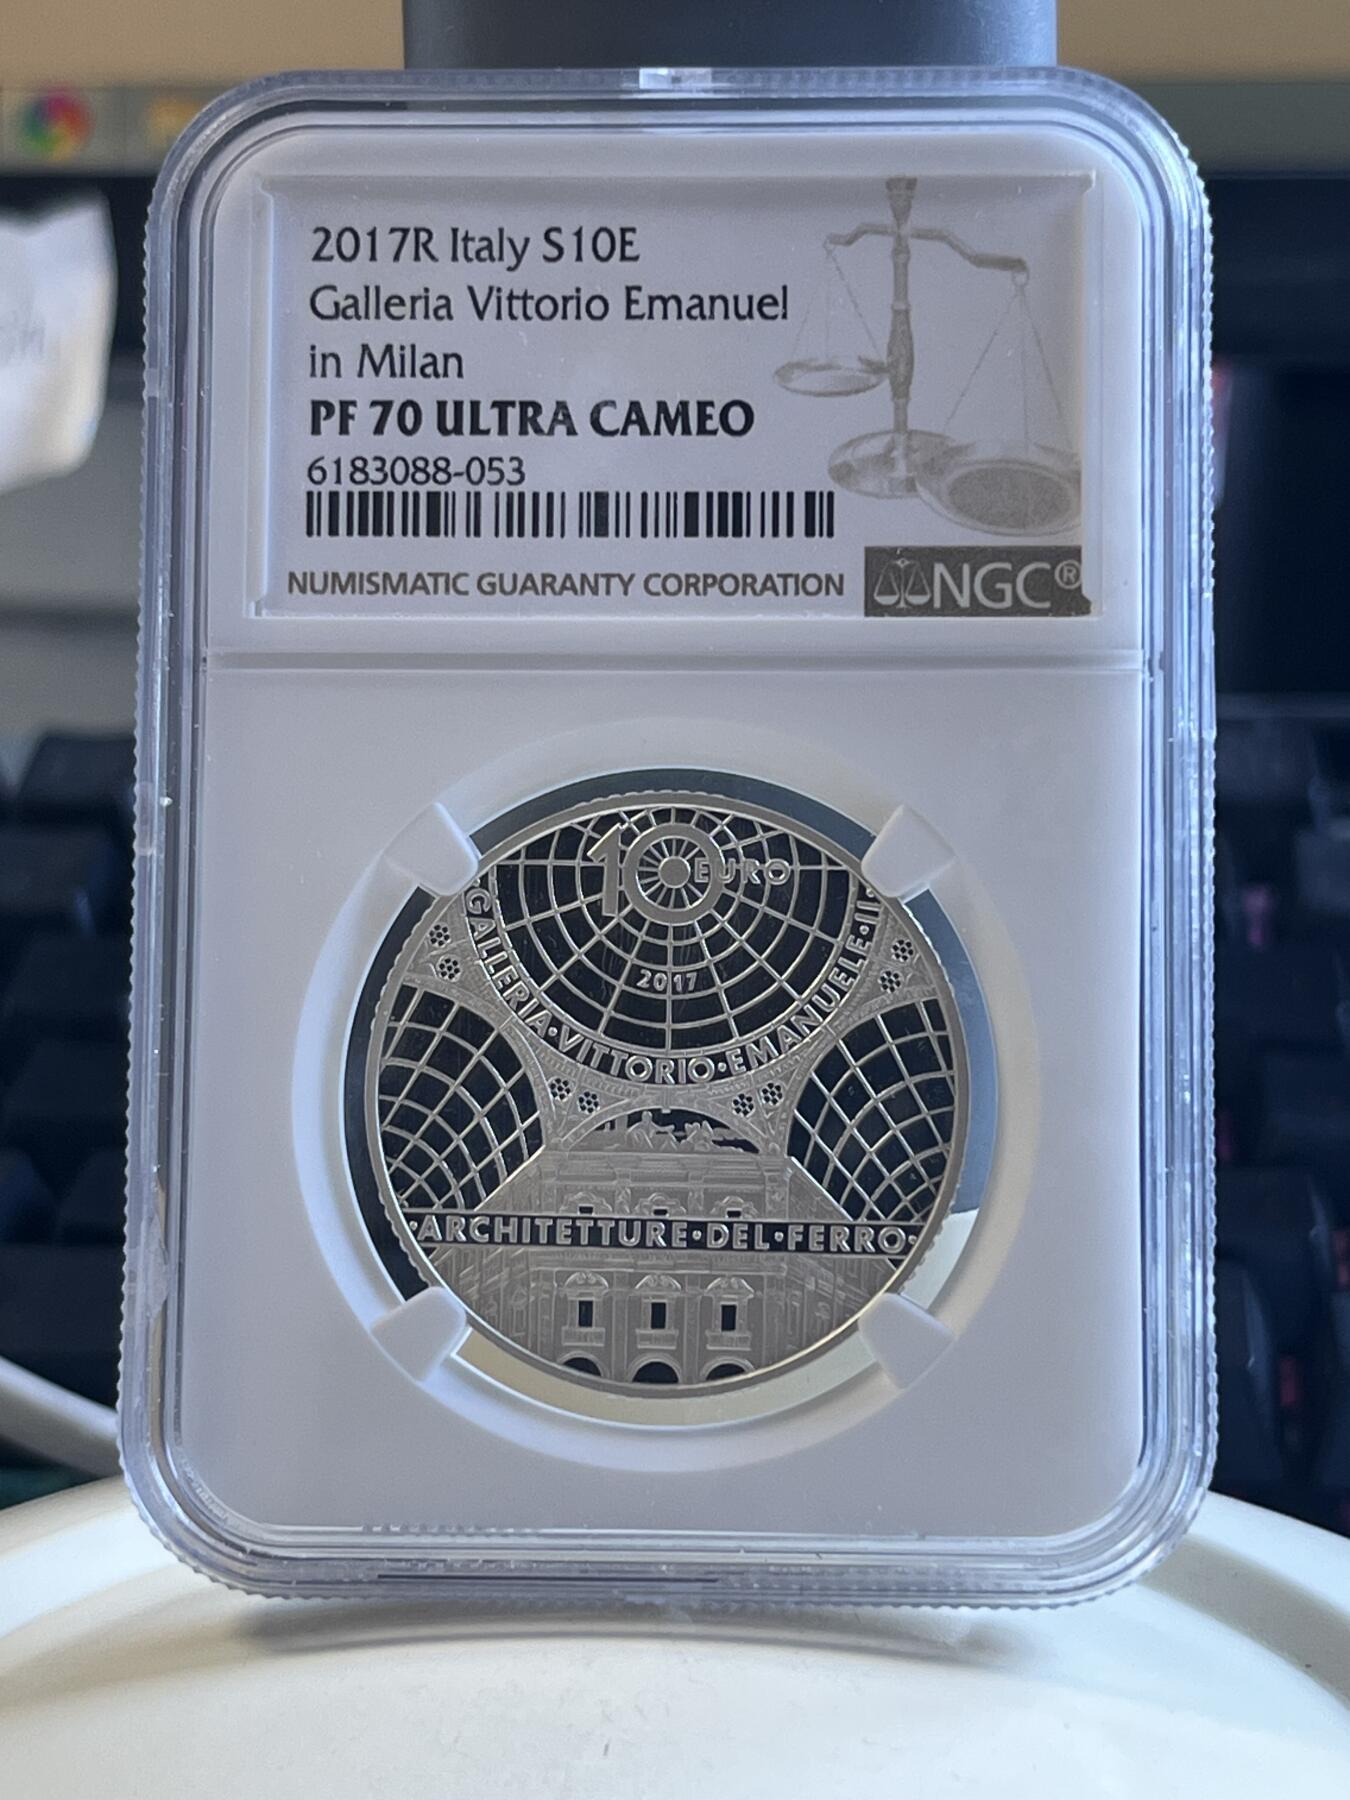 2017R Italy S10E
Galleria Vittorio Emanuel
in Milan
PF 70 ULTRA CAMEO
6183088-053
NUMISMATIC GUARANTY CORPORATION
NGC®
10 EURO
2017
GALLERIA·VITTORIO·EMANUELE·II·
·ARCHITETTURE·DEL·FERRO·